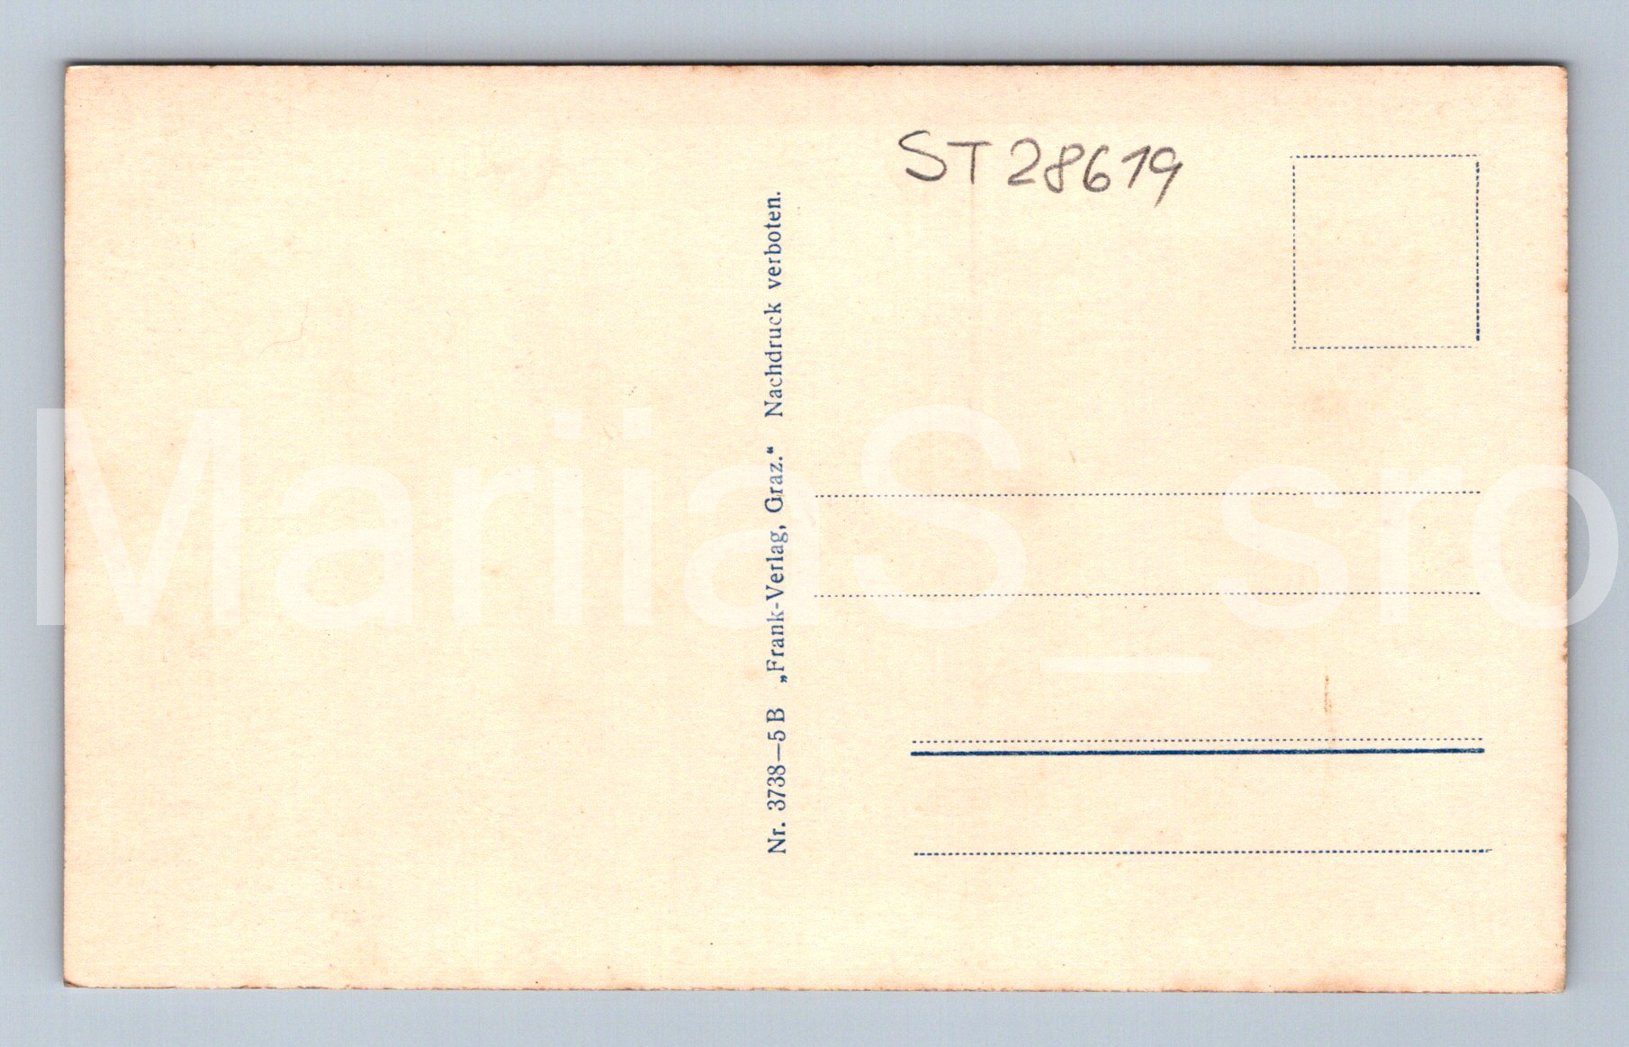 ST 28619
Nr. 3738—5 B „Frank-Verlag, Graz.“ Nachdruck verboten.
MariiaS_sro